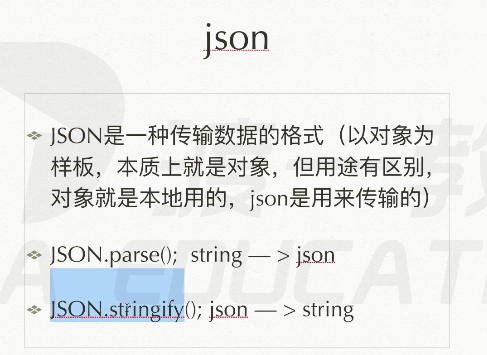 json
JSON是一种传输数据的格式（以对象为
样板，本质上就是对象，但用途有区别，
对象就是本地用的，json是用来传输的）
JSON.parse(); string — > json
JSON.stringify(); json — > string